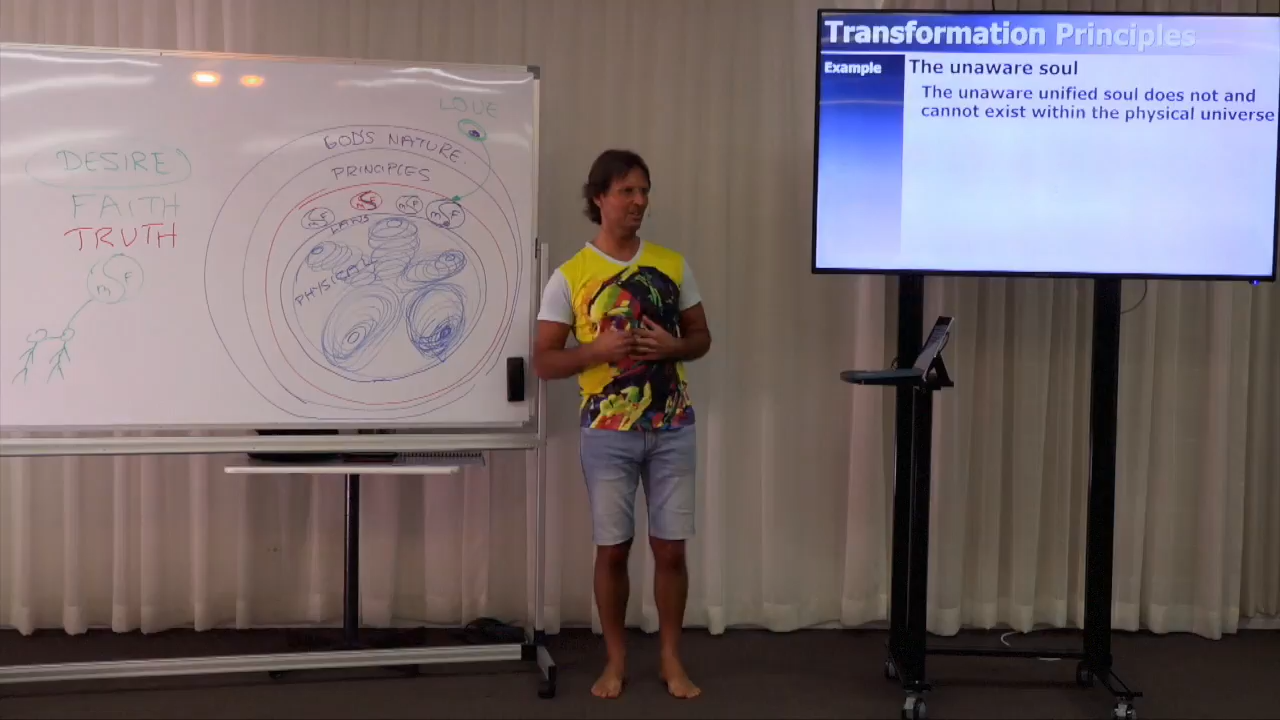 LOVE
GOD'S NATURE.
PRINCIPLES
M F
M F
M F
M F
LAWS
PHYSICAL
DESIRE
FAITH
TRUTH
M F
Transformation Principles
Example
The unaware soul
The unaware unified soul does not and
cannot exist within the physical universe